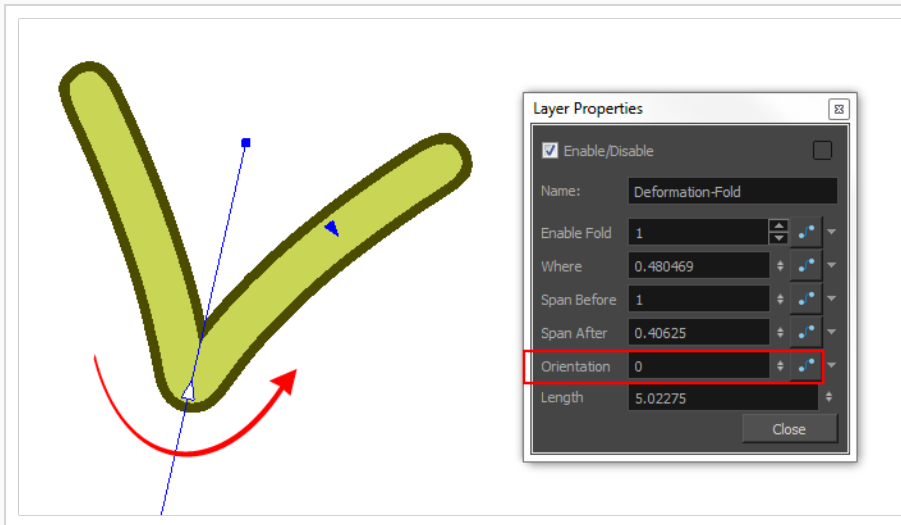 Layer Properties
Enable/Disable
Name: Deformation-Fold
Enable Fold 1
Where 0.480469
Span Before 1
Span After 0.40625
Orientation 0
Length 5.02275
Close